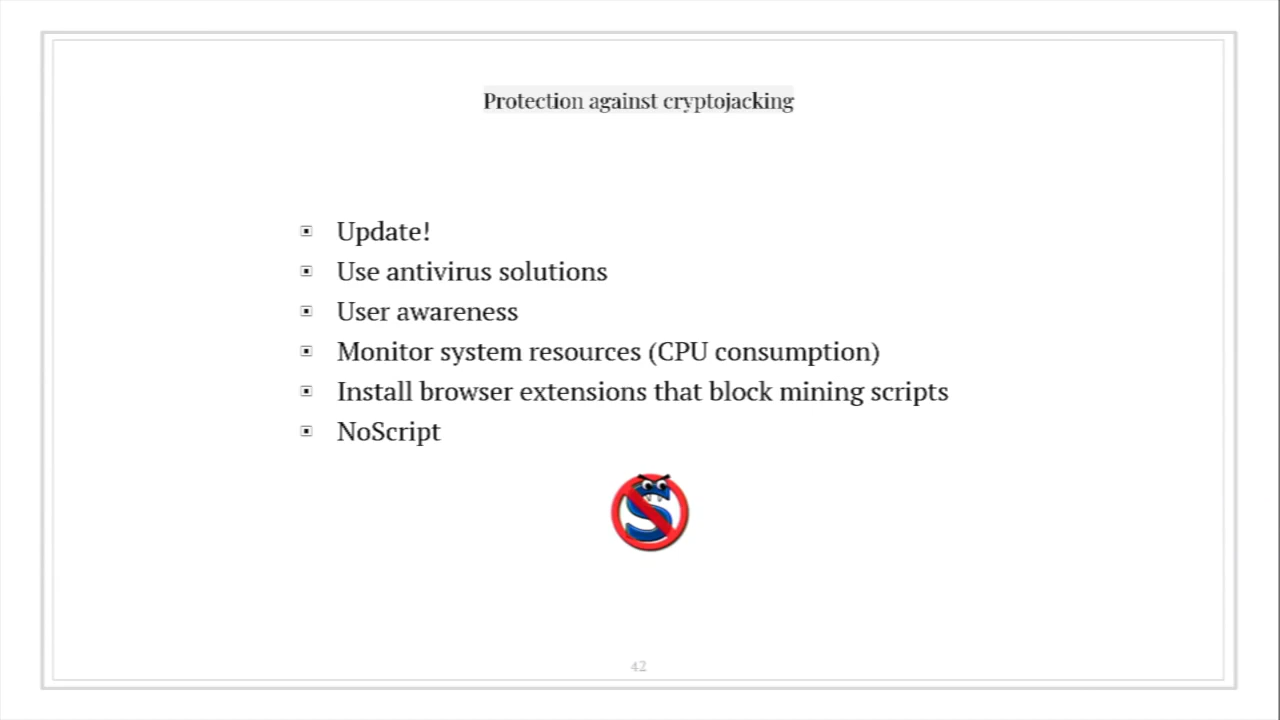 Protection against cryptojacking
Update!
Use antivirus solutions
User awareness
Monitor system resources (CPU consumption)
Install browser extensions that block mining scripts
NoScript
S
42